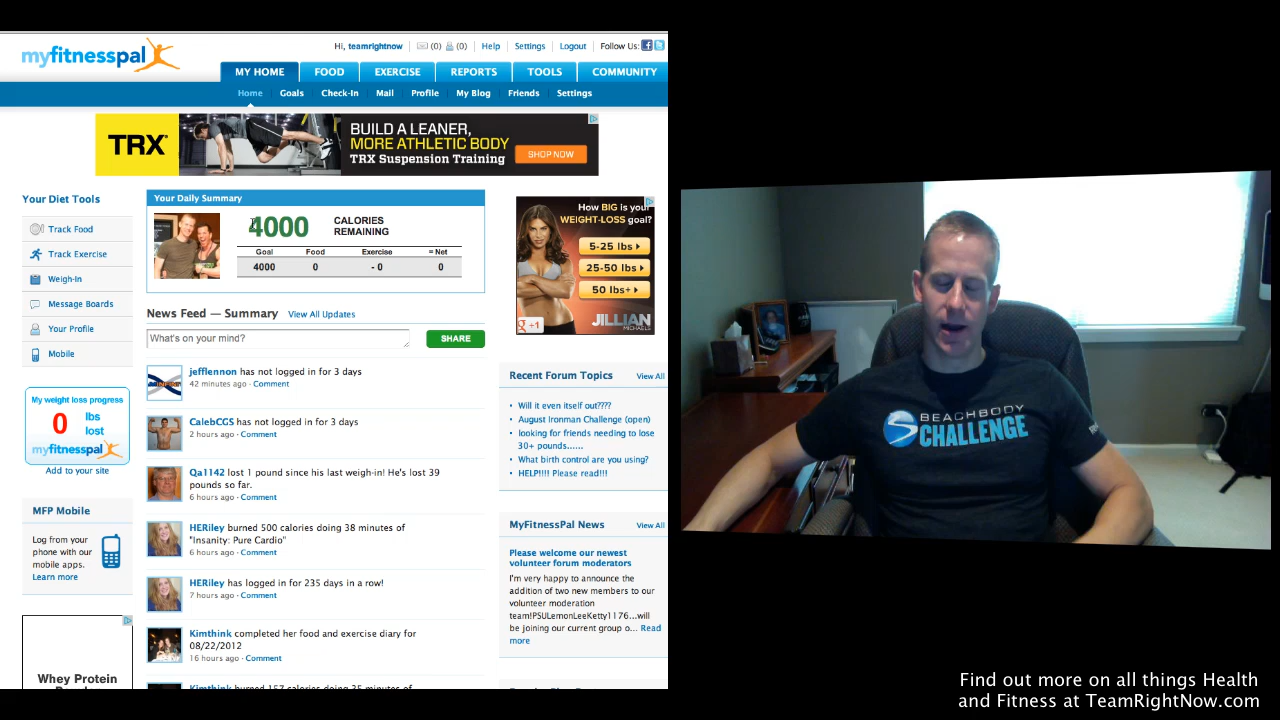 myfitnesspal
Hi, teamrightnow (0) (0) Help Settings Logout Follow Us:
MY HOME FOOD EXERCISE REPORTS TOOLS COMMUNITY
Home Goals Check-In Mail Profile My Blog Friends Settings
TRX
BUILD A LEANER,
MORE ATHLETIC BODY
TRX Suspension Training
SHOP NOW
Your Diet Tools
Track Food
Track Exercise
Weigh-In
Message Boards
Your Profile
Mobile
My weight loss progress
0 lbs
lost
myfitnesspal
Add to your site
MFP Mobile
Log from your
phone with our
mobile apps.
Learn more
Whey Protein
Your Daily Summary
4000 CALORIES
REMAINING
Goal Food Exercise = Net
4000 0 - 0 0
News Feed — Summary View All Updates
What's on your mind?
SHARE
jefflennon has not logged in for 3 days
42 minutes ago · Comment
CalebCGS has not logged in for 3 days
2 hours ago · Comment
Qa1142 lost 1 pound since his last weigh-in! He's lost 39
pounds so far.
6 hours ago · Comment
HERiley burned 500 calories doing 38 minutes of
"Insanity: Pure Cardio"
6 hours ago · Comment
HERiley has logged in for 235 days in a row!
7 hours ago · Comment
Kimthink completed her food and exercise diary for
08/22/2012
16 hours ago · Comment
Kimthink burned 157 calories doing 35 minutes of
How BIG is your
WEIGHT-LOSS goal?
5-25 lbs
25-50 lbs
50 lbs+
g +1
JILLIAN
MICHAELS
Recent Forum Topics View All
Will it even itself out????
August Ironman Challenge (open)
looking for friends needing to lose
30+ pounds......
What birth control are you using?
HELP!!!! Please read!!!
MyFitnessPal News View All
Please welcome our newest
volunteer forum moderators
I'm very happy to announce the
addition of two new members to our
volunteer moderation
team!PSULemonLeeKetty1176...will
be joining our current group o... Read
more
BEACHBODY
CHALLENGE
Find out more on all things Health
and Fitness at TeamRightNow.com